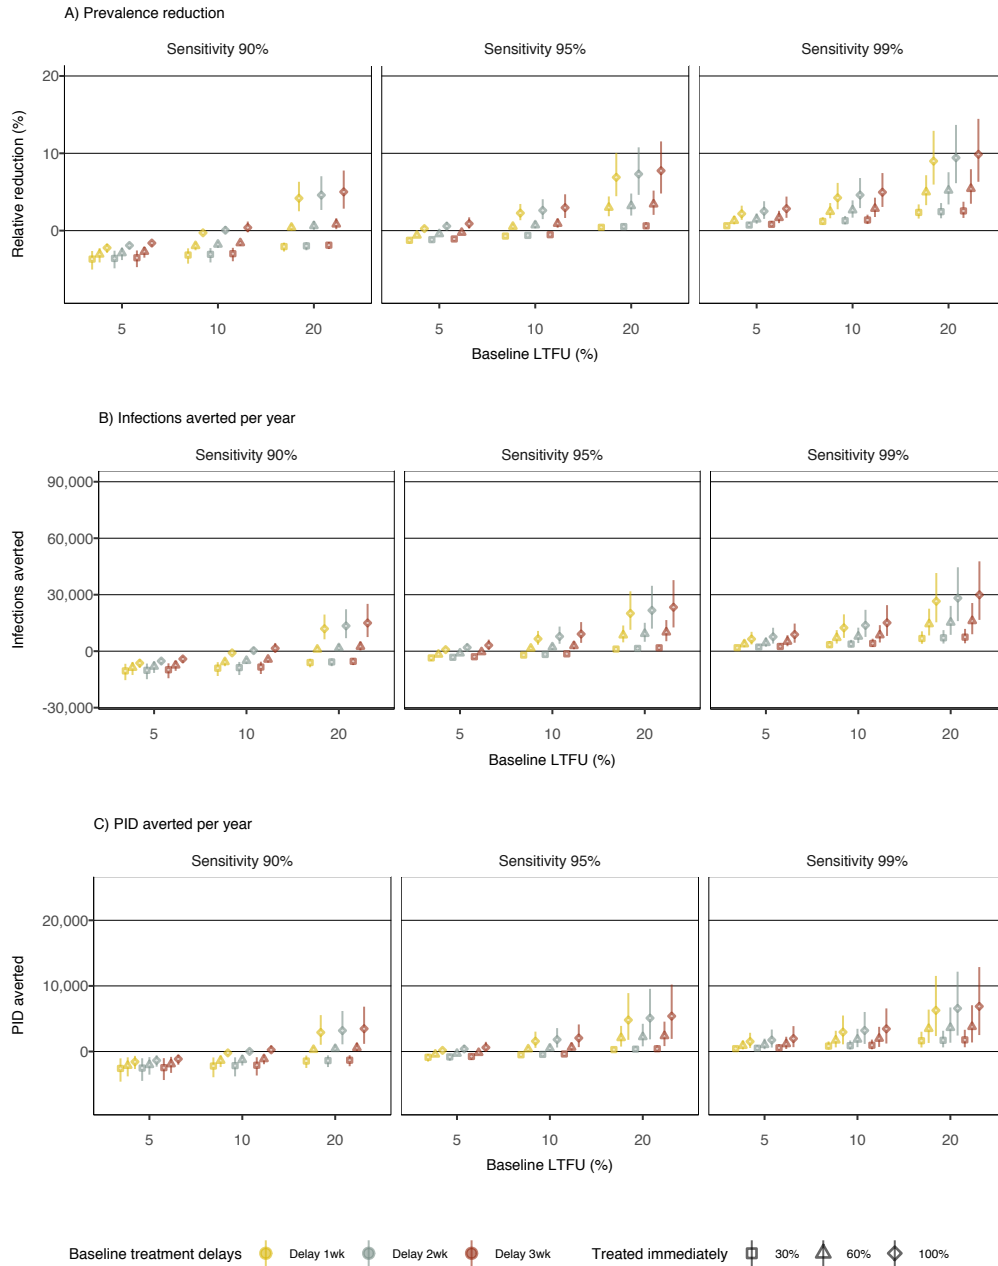 A) Prevalence reduction
Sensitivity 90% Sensitivity 95% Sensitivity 99%
20
10
0
Relative reduction (%)
5 10 20 5 10 20 5 10 20
Baseline LTFU (%)
B) Infections averted per year
Sensitivity 90% Sensitivity 95% Sensitivity 99%
90,000
60,000
30,000
0
-30,000
Infections averted
5 10 20 5 10 20 5 10 20
Baseline LTFU (%)
C) PID averted per year
Sensitivity 90% Sensitivity 95% Sensitivity 99%
20,000
10,000
0
PID averted
5 10 20 5 10 20 5 10 20
Baseline LTFU (%)
Baseline treatment delays Delay 1wk Delay 2wk Delay 3wk Treated immediately 30% 60% 100%